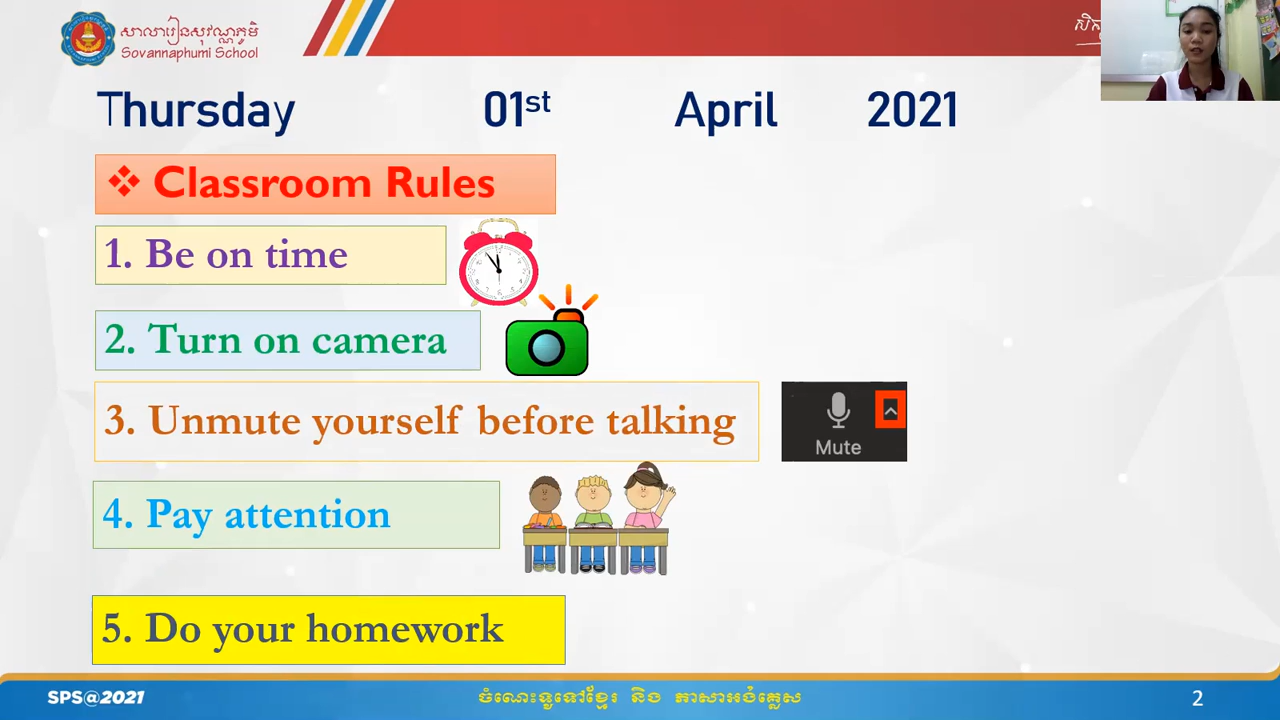 សាលារៀនសុវណ្ណភូមិ
Sovannaphumi School
Thursday 01st April 2021
❖ Classroom Rules
1. Be on time
2. Turn on camera
3. Unmute yourself before talking
Mute
4. Pay attention
5. Do your homework
SPS@2021
ចំណេះទូទៅខ្មែរ និង ភាសាអង់គ្លេស
2